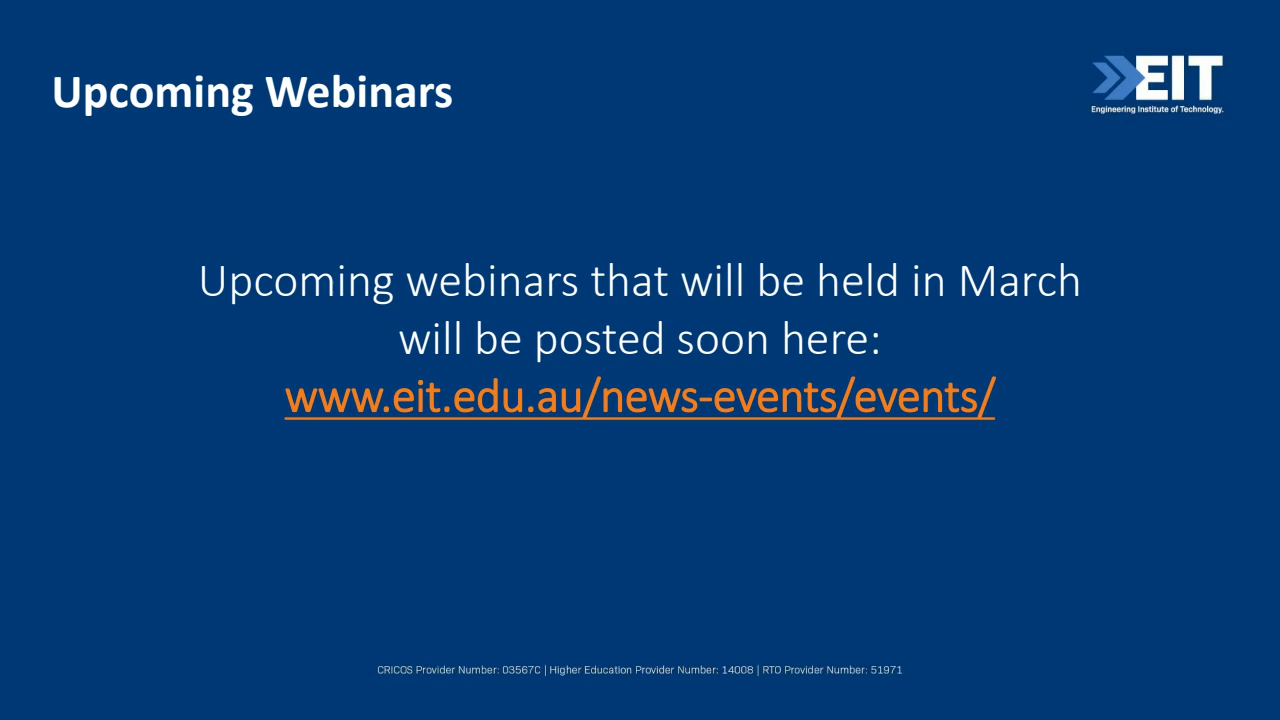 Upcoming Webinars
EIT
Engineering Institute of Technology.
Upcoming webinars that will be held in March
will be posted soon here:
www.eit.edu.au/news-events/events/
CRICOS Provider Number: 03567C | Higher Education Provider Number: 14008 | RTO Provider Number: 51971